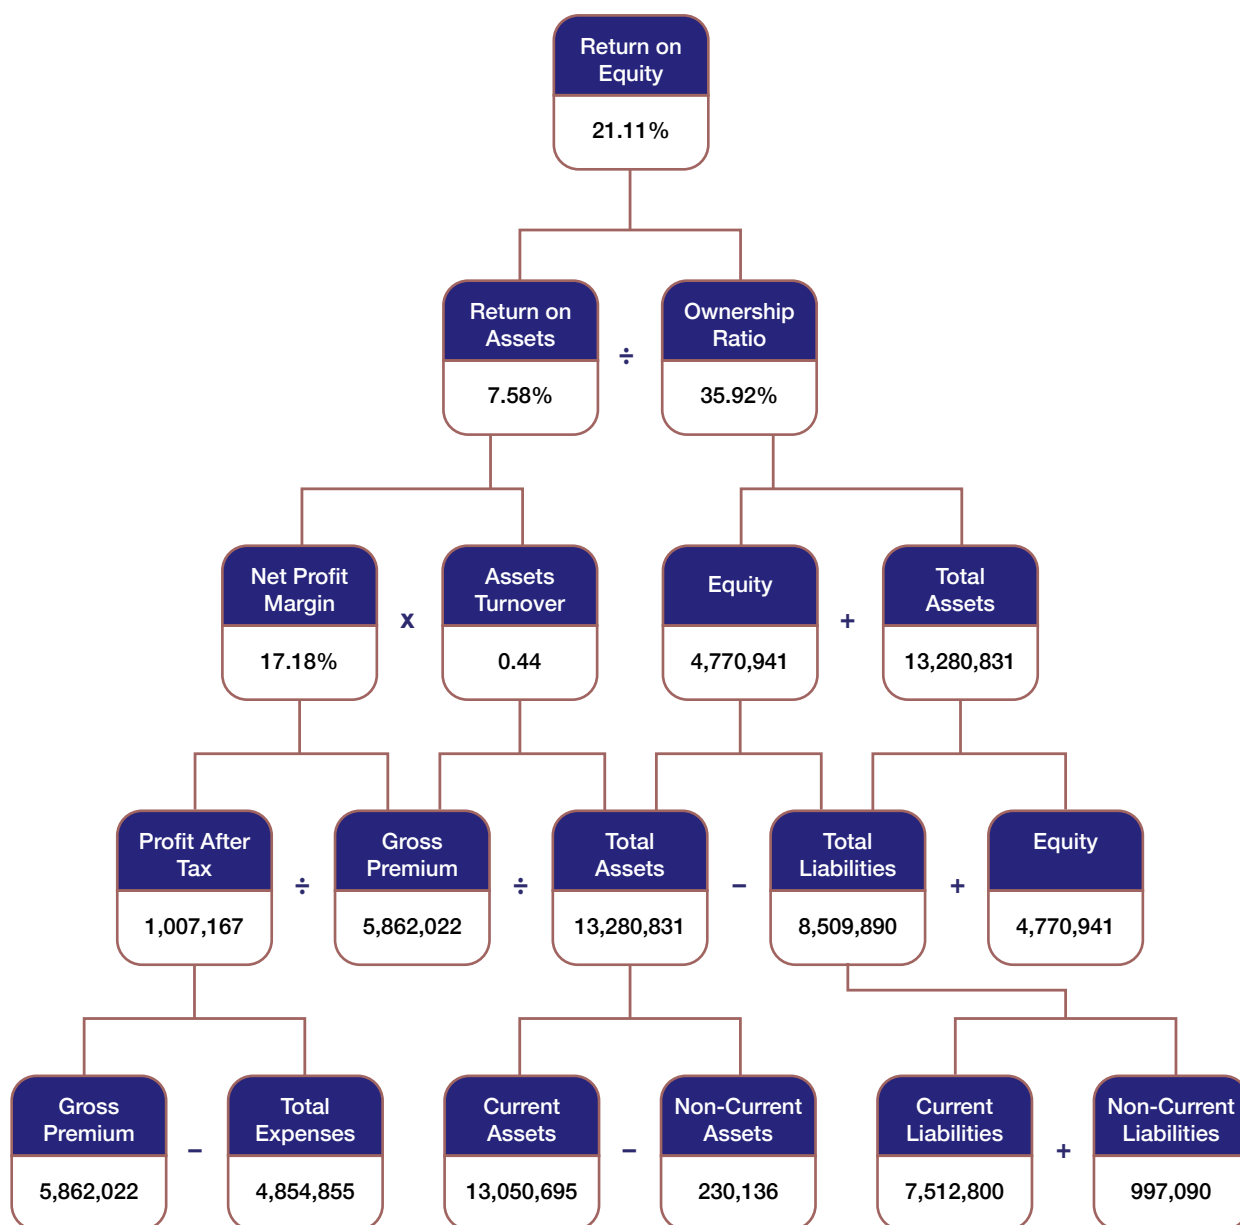 Return on
Equity
21.11%
Return on
Assets
7.58%
÷
Ownership
Ratio
35.92%
Net Profit
Margin
17.18%
x
Assets
Turnover
0.44
Equity
4,770,941
+
Total
Assets
13,280,831
Profit After
Tax
1,007,167
÷
Gross
Premium
5,862,022
÷
Total
Assets
13,280,831
–
Total
Liabilities
8,509,890
+
Equity
4,770,941
Gross
Premium
5,862,022
–
Total
Expenses
4,854,855
Current
Assets
13,050,695
–
Non-Current
Assets
230,136
Current
Liabilities
7,512,800
+
Non-Current
Liabilities
997,090